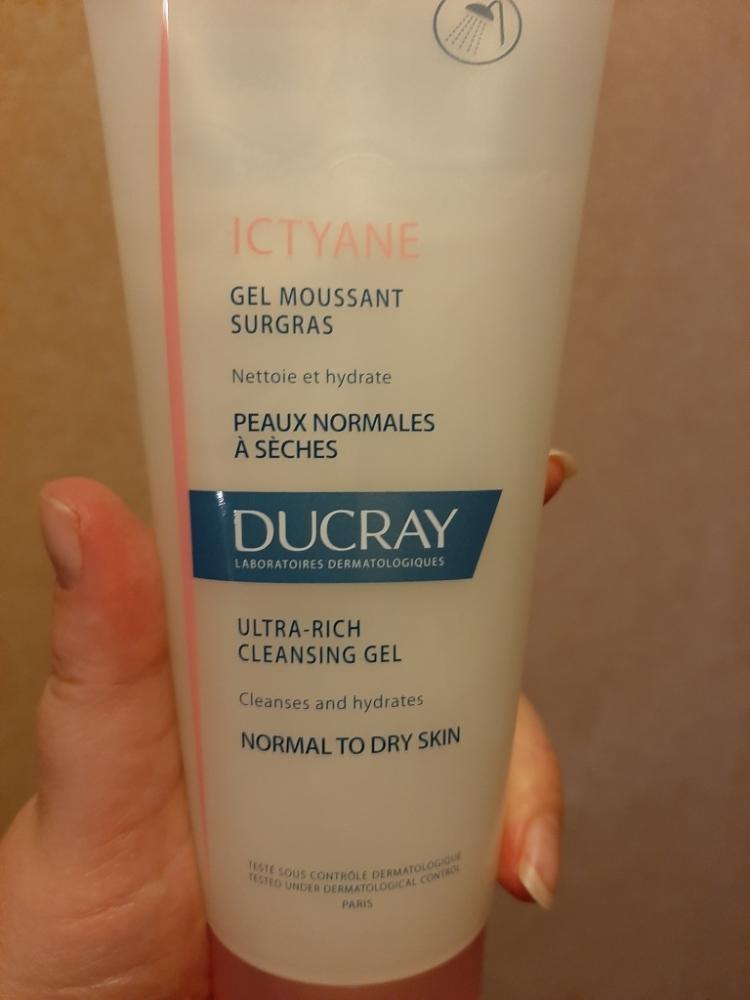 ICTYANE
GEL MOUSSANT
SURGRAS
Nettoie et hydrate
PEAUX NORMALES
À SÈCHES
DUCRAY
LABORATOIRES DERMATOLOGIQUES
ULTRA-RICH
CLEANSING GEL
Cleanses and hydrates
NORMAL TO DRY SKIN
TESTÉ SOUS CONTRÔLE DERMATOLOGIQUE
TESTED UNDER DERMATOLOGICAL CONTROL
PARIS